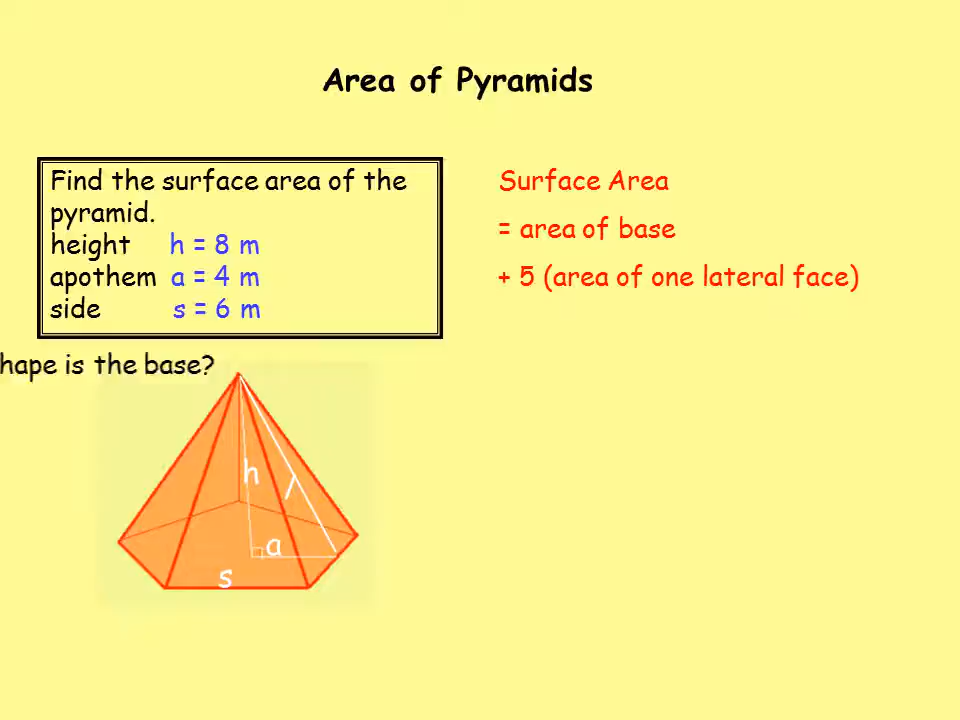 Area of Pyramids
Find the surface area of the
pyramid.
height h = 8 m
apothem a = 4 m
side s = 6 m
Surface Area
= area of base
+ 5 (area of one lateral face)
hape is the base?
h
l
a
s